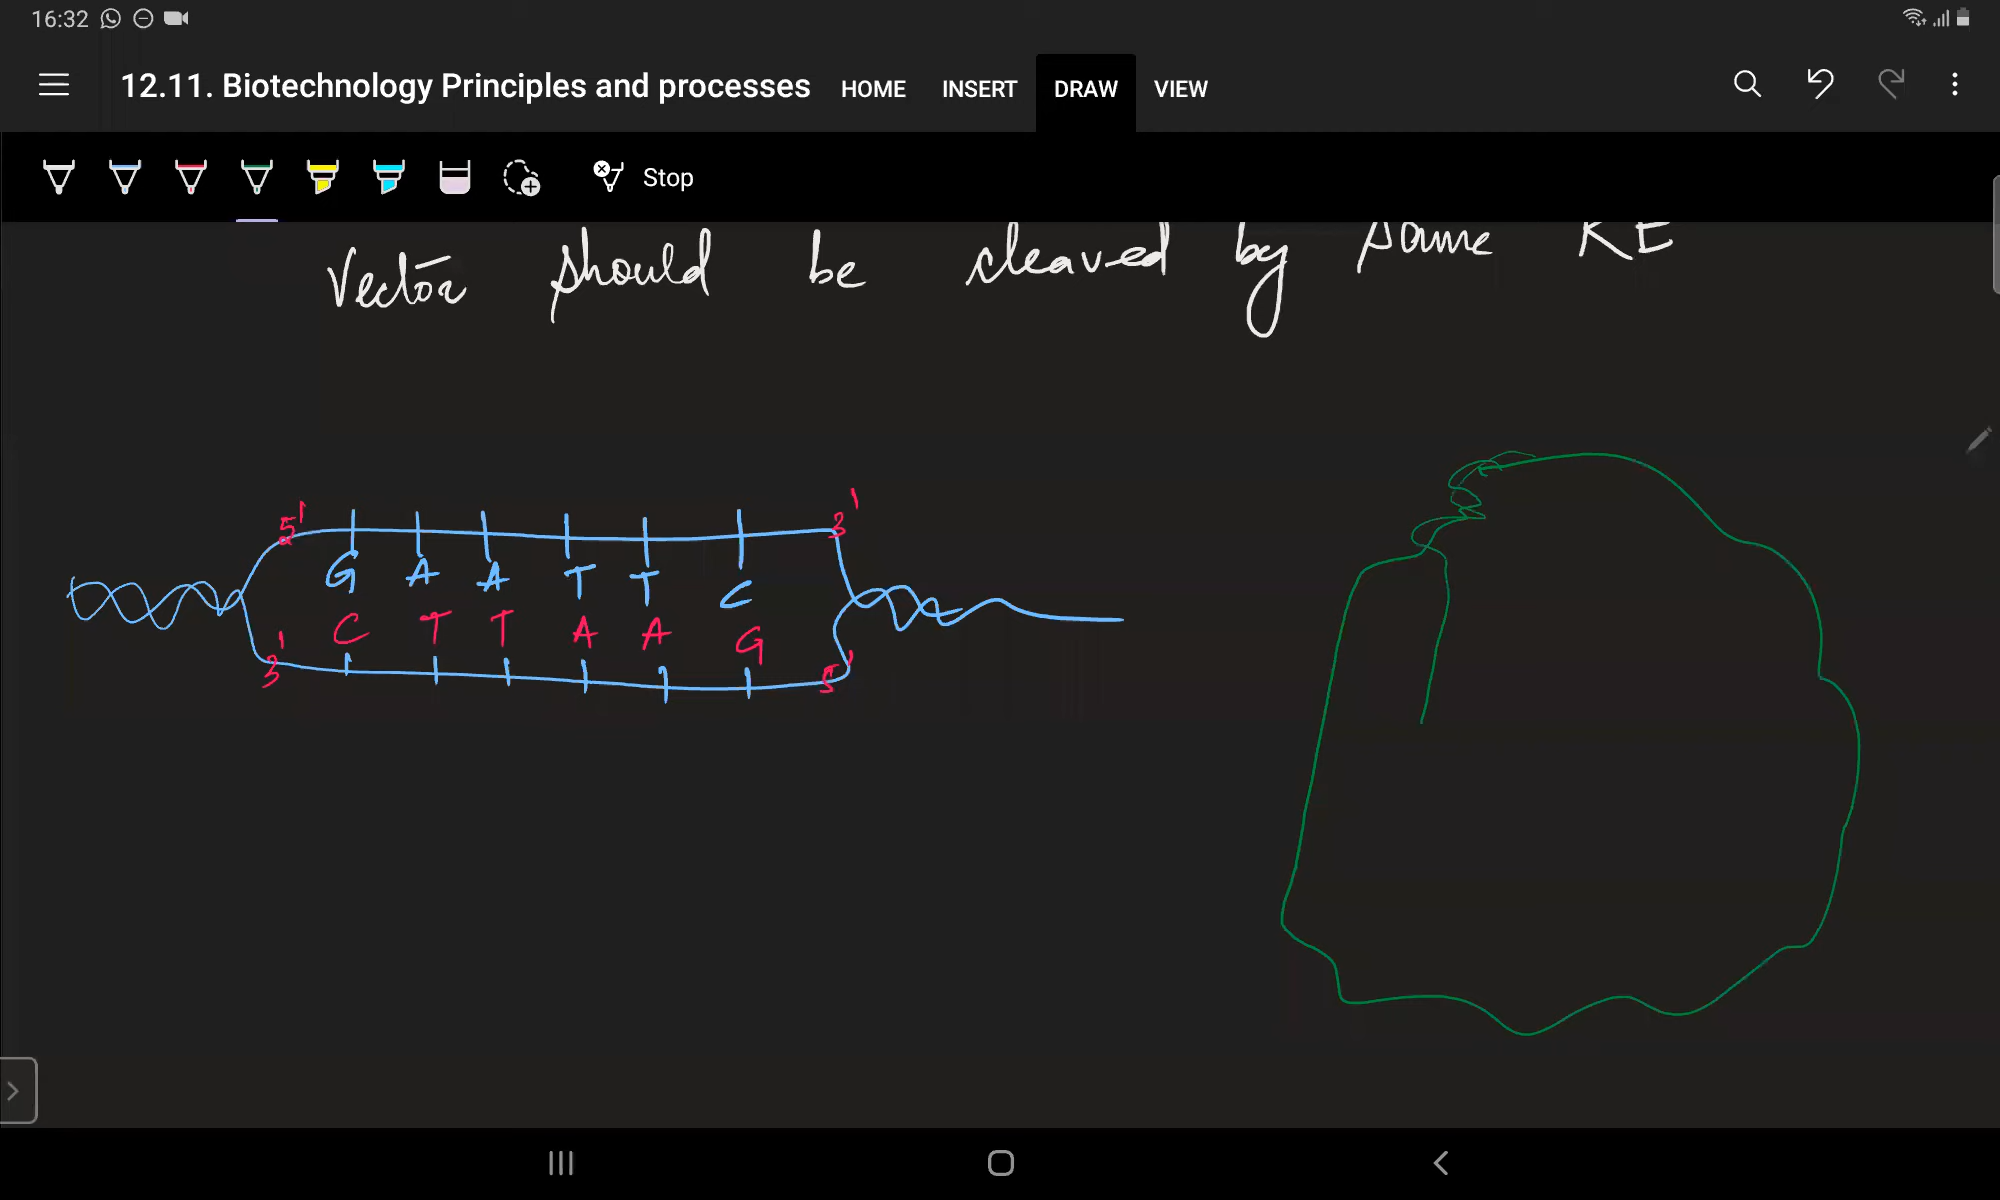 16:32
12.11. Biotechnology Principles and processes HOME INSERT DRAW VIEW
Stop
Vector should be cleaved by same RE
5' 3'
G A A T T C
C T T A A G
3' 5'